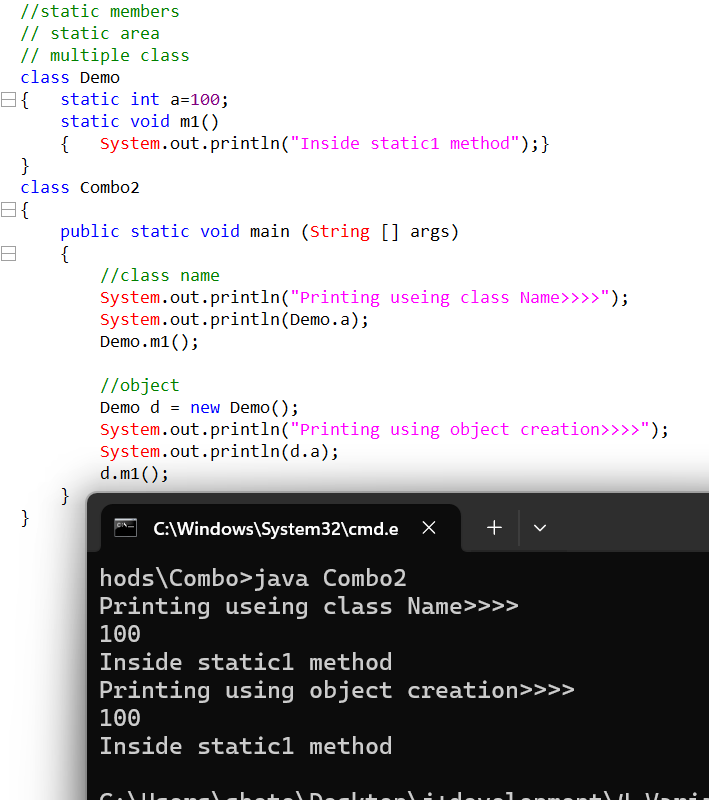 //static members
// static area
// multiple class
class Demo
{ static int a=100;
static void m1()
{ System.out.println("Inside static1 method");}
}
class Combo2
{
public static void main (String [] args)
{
//class name
System.out.println("Printing useing class Name>>>>");
System.out.println(Demo.a);
Demo.m1();
//object
Demo d = new Demo();
System.out.println("Printing using object creation>>>>");
System.out.println(d.a);
d.m1();
}
}
C:\Windows\System32\cmd.e
hods\Combo>java Combo2
Printing useing class Name>>>>
100
Inside static1 method
Printing using object creation>>>>
100
Inside static1 method